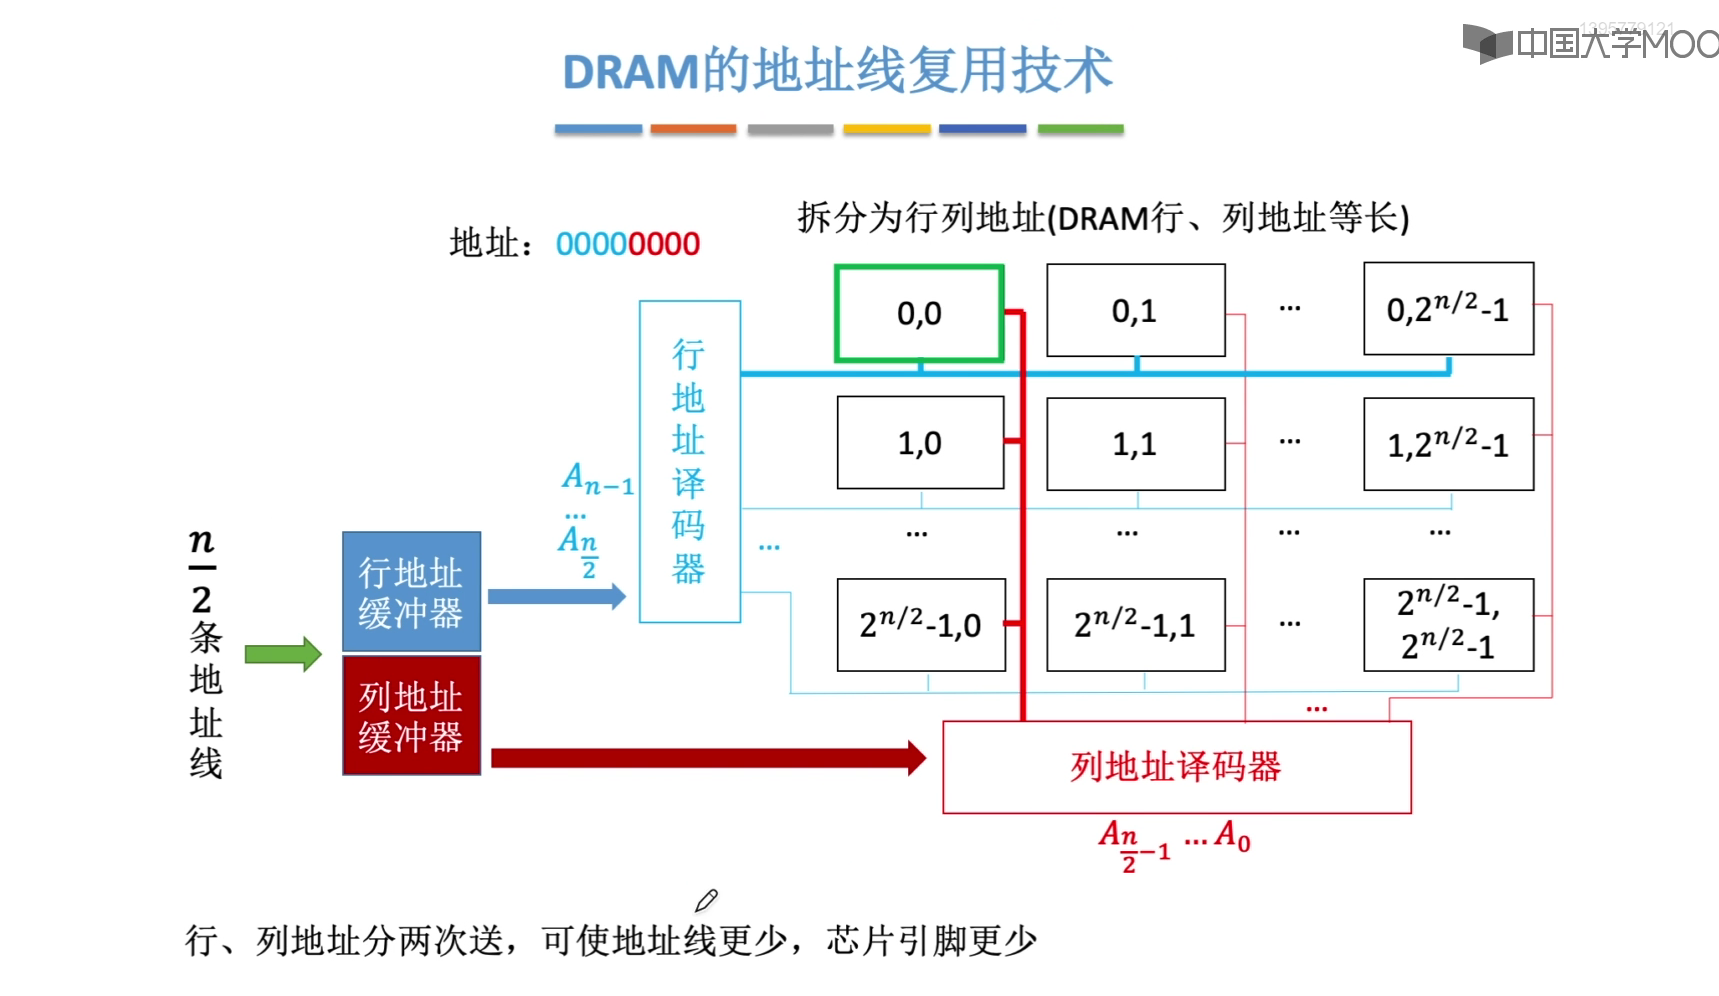 1395779121
中国大学MOO
DRAM的地址线复用技术
拆分为行列地址(DRAM行、列地址等长)
地址：00000000
0,0
0,1
...
0,2^{n/2}-1
行地址译码器
1,0
1,1
...
1,2^{n/2}-1
A_{n-1}
...
A_{\frac{n}{2}}
...
...
...
...
...
\frac{n}{2}条地址线
行地址
缓冲器
2^{n/2}-1,0
2^{n/2}-1,1
...
2^{n/2}-1,
2^{n/2}-1
列地址
缓冲器
...
列地址译码器
A_{\frac{n}{2}-1} ... A_0
行、列地址分两次送，可使地址线更少，芯片引脚更少